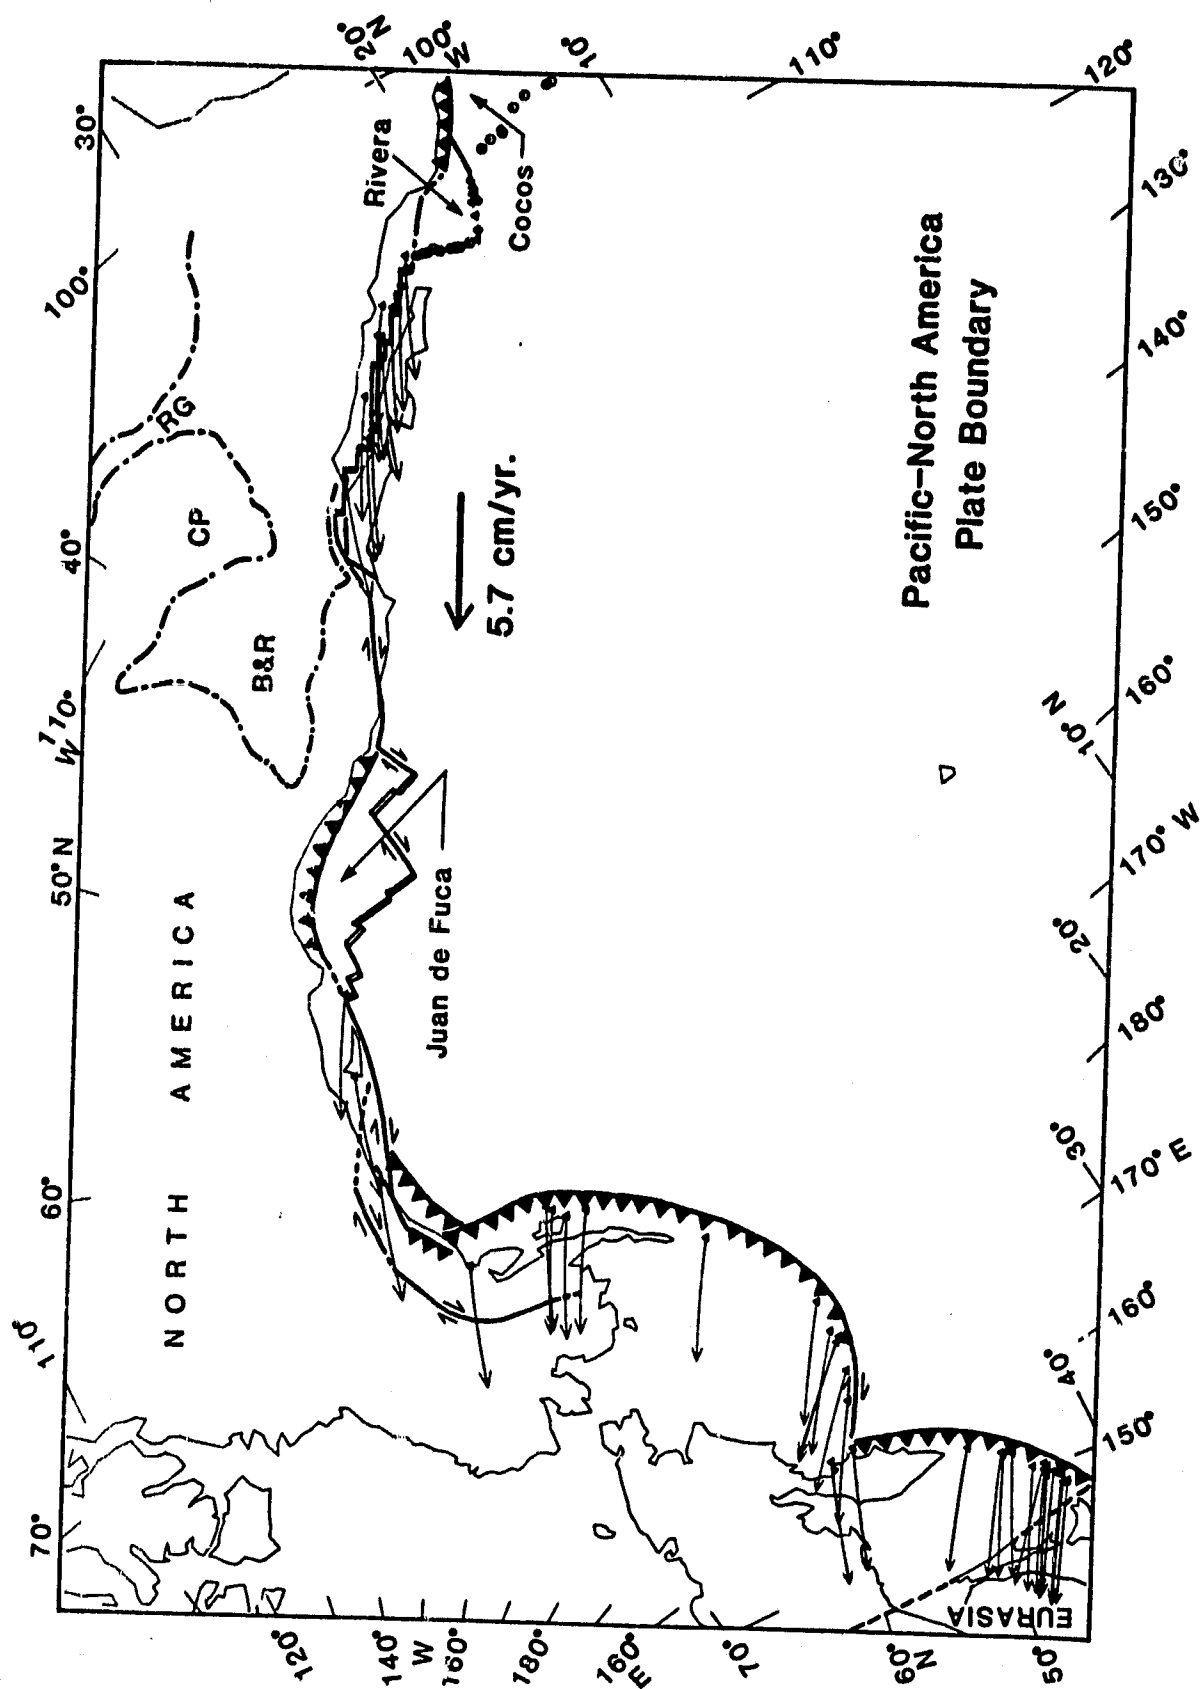 70°
110°
60°
50° N
110°
W
40°
100°
30°
NORTH AMERICA
B&R
CP
RG
20°
N
100°
W
10°
110°
120°
Rivera
Cocos
Juan de Fuca
5.7 cm/yr.
Pacific–North America
Plate Boundary
EURASIA
120°
140°
W
160°
180°
160°
E
70°
60°
N
50°
150°
40°
160°
170° E
30°
180°
20°
170° W
10° N
160°
150°
140°
130°